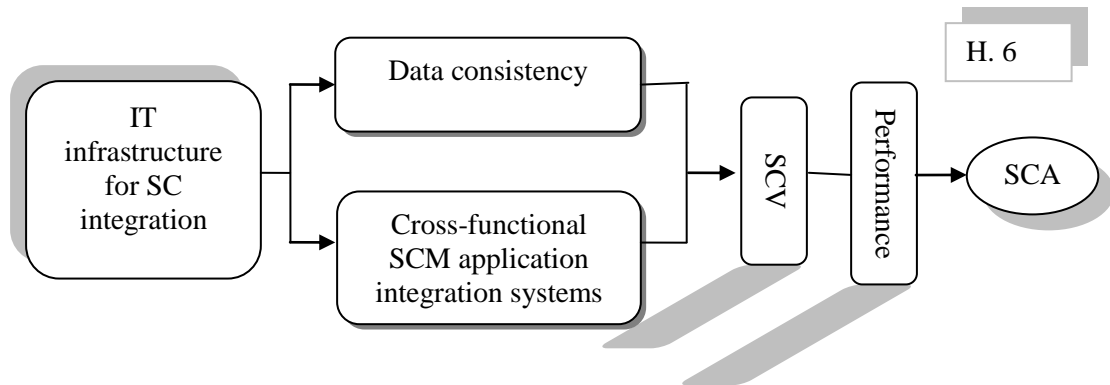 IT
infrastructure
for SC
integration
Data consistency
Cross-functional
SCM application
integration systems
SCV
Performance
SCA
H. 6